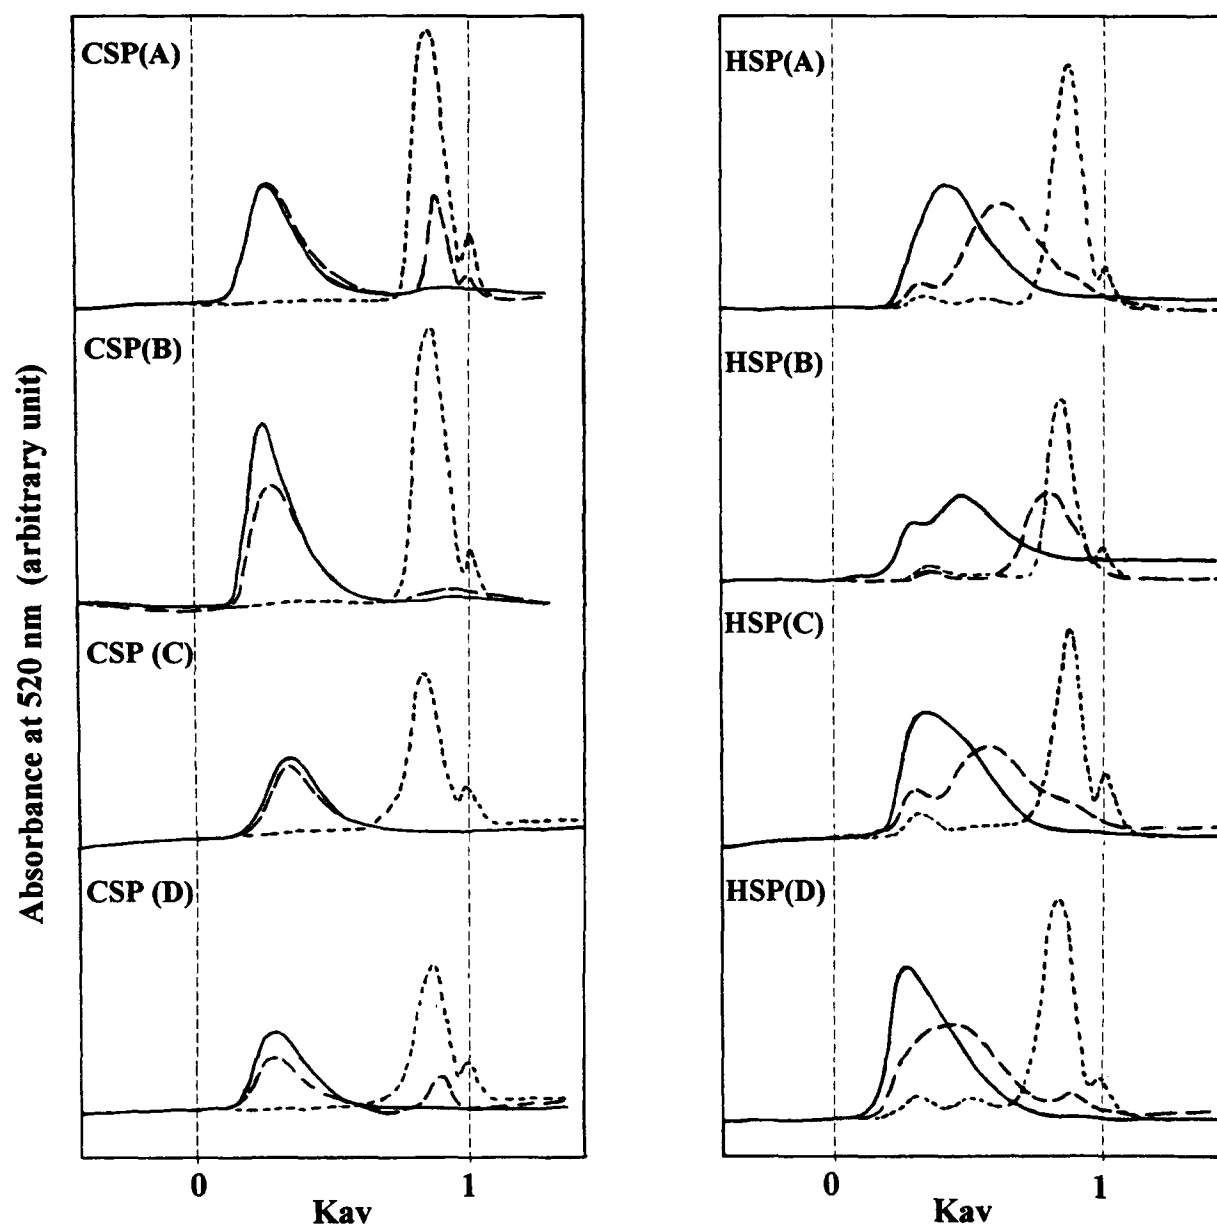 CSP(A)
HSP(A)
CSP(B)
HSP(B)
CSP (C)
HSP(C)
CSP (D)
HSP(D)
Absorbance at 520 nm (arbitrary unit)
0 1
Kav
0 1
Kav